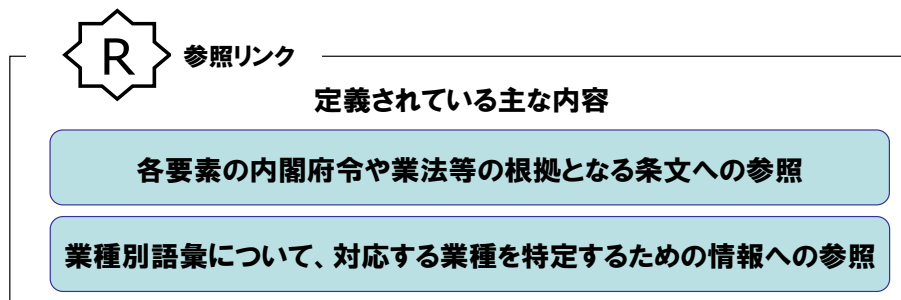 R
参照リンク
定義されている主な内容
各要素の内閣府令や業法等の根拠となる条文への参照
業種別語彙について、対応する業種を特定するための情報への参照